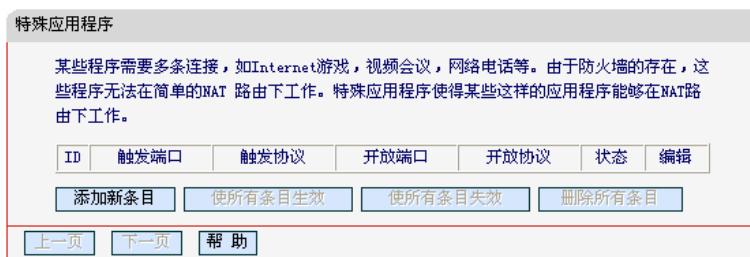 特殊应用程序
某些程序需要多条连接，如Internet游戏，视频会议，网络电话等。由于防火墙的存在，这
些程序无法在简单的NAT 路由下工作。特殊应用程序使得某些这样的应用程序能够在NAT路
由下工作。
ID 触发端口 触发协议 开放端口 开放协议 状态 编辑
添加新条目 使所有条目生效 使所有条目失效 删除所有条目
上一页 下一页 帮 助